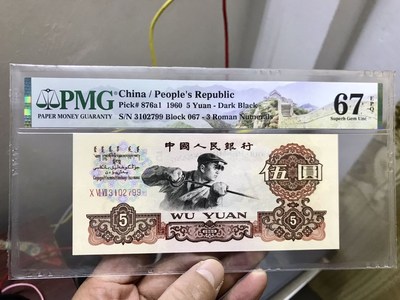 PMG
PAPER MONEY GUARANTY
China / People's Republic
Pick# 876a1 1960 5 Yuan - Dark Black
S/N 3102799 Block 067 - 3 Roman Numerals
67 EPQ
Superb Gem Unc
中國人民銀行
3102799
伍圓
5
WU YUAN
5